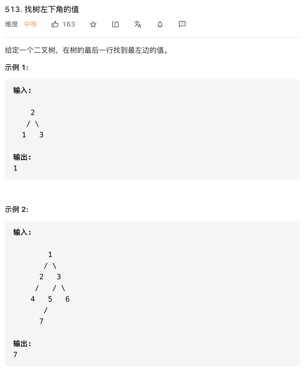 513. 找树左下角的值
难度 中等 163
给定一个二叉树，在树的最后一行找到最左边的值。
示例 1:
输入:
2
/ \
1 3
输出:
1
示例 2:
输入:
1
/ \
2 3
/ / \
4 5 6
/
7
输出:
7